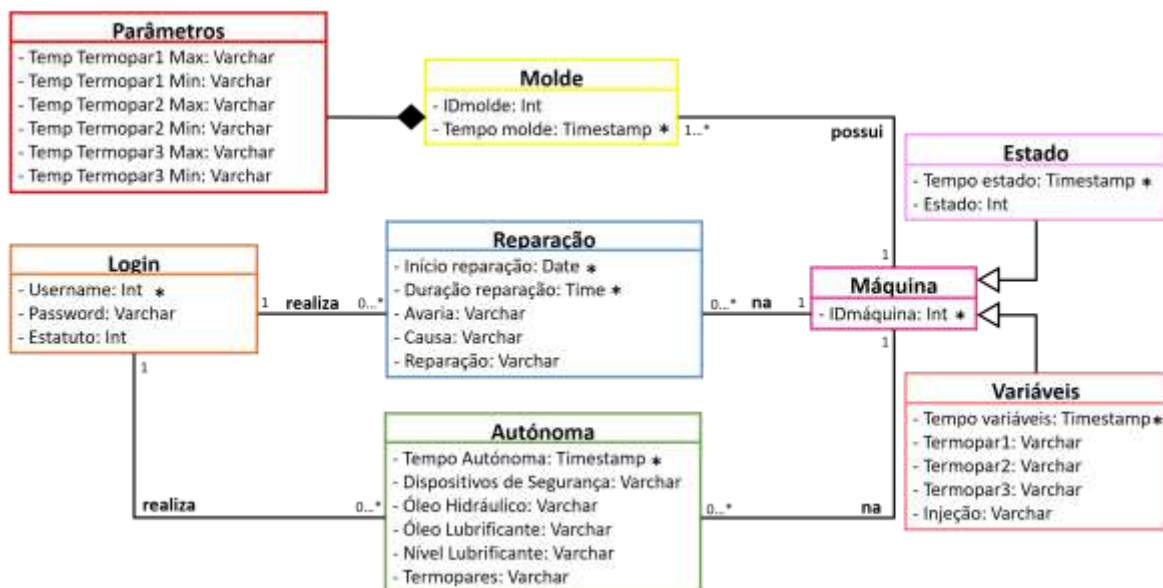 Parâmetros
- Temp Termopar1 Max: Varchar
- Temp Termopar1 Min: Varchar
- Temp Termopar2 Max: Varchar
- Temp Termopar2 Min: Varchar
- Temp Termopar3 Max: Varchar
- Temp Termopar3 Min: Varchar
Molde
- IDmolde: Int
- Tempo molde: Timestamp *
1...*
possui
1
Estado
- Tempo estado: Timestamp *
- Estado: Int
Login
- Username: Int *
- Password: Varchar
- Estatuto: Int
1
realiza
0...*
Reparação
- Início reparação: Date *
- Duração reparação: Time *
- Avaria: Varchar
- Causa: Varchar
- Reparação: Varchar
0...*
na
1
Máquina
- IDmáquina: Int *
1
1
realiza
0...*
Autónoma
- Tempo Autónoma: Timestamp *
- Dispositivos de Segurança: Varchar
- Óleo Hidráulico: Varchar
- Óleo Lubrificante: Varchar
- Nível Lubrificante: Varchar
- Termopares: Varchar
0...*
na
Variáveis
- Tempo variáveis: Timestamp*
- Termopar1: Varchar
- Termopar2: Varchar
- Termopar3: Varchar
- Injeção: Varchar